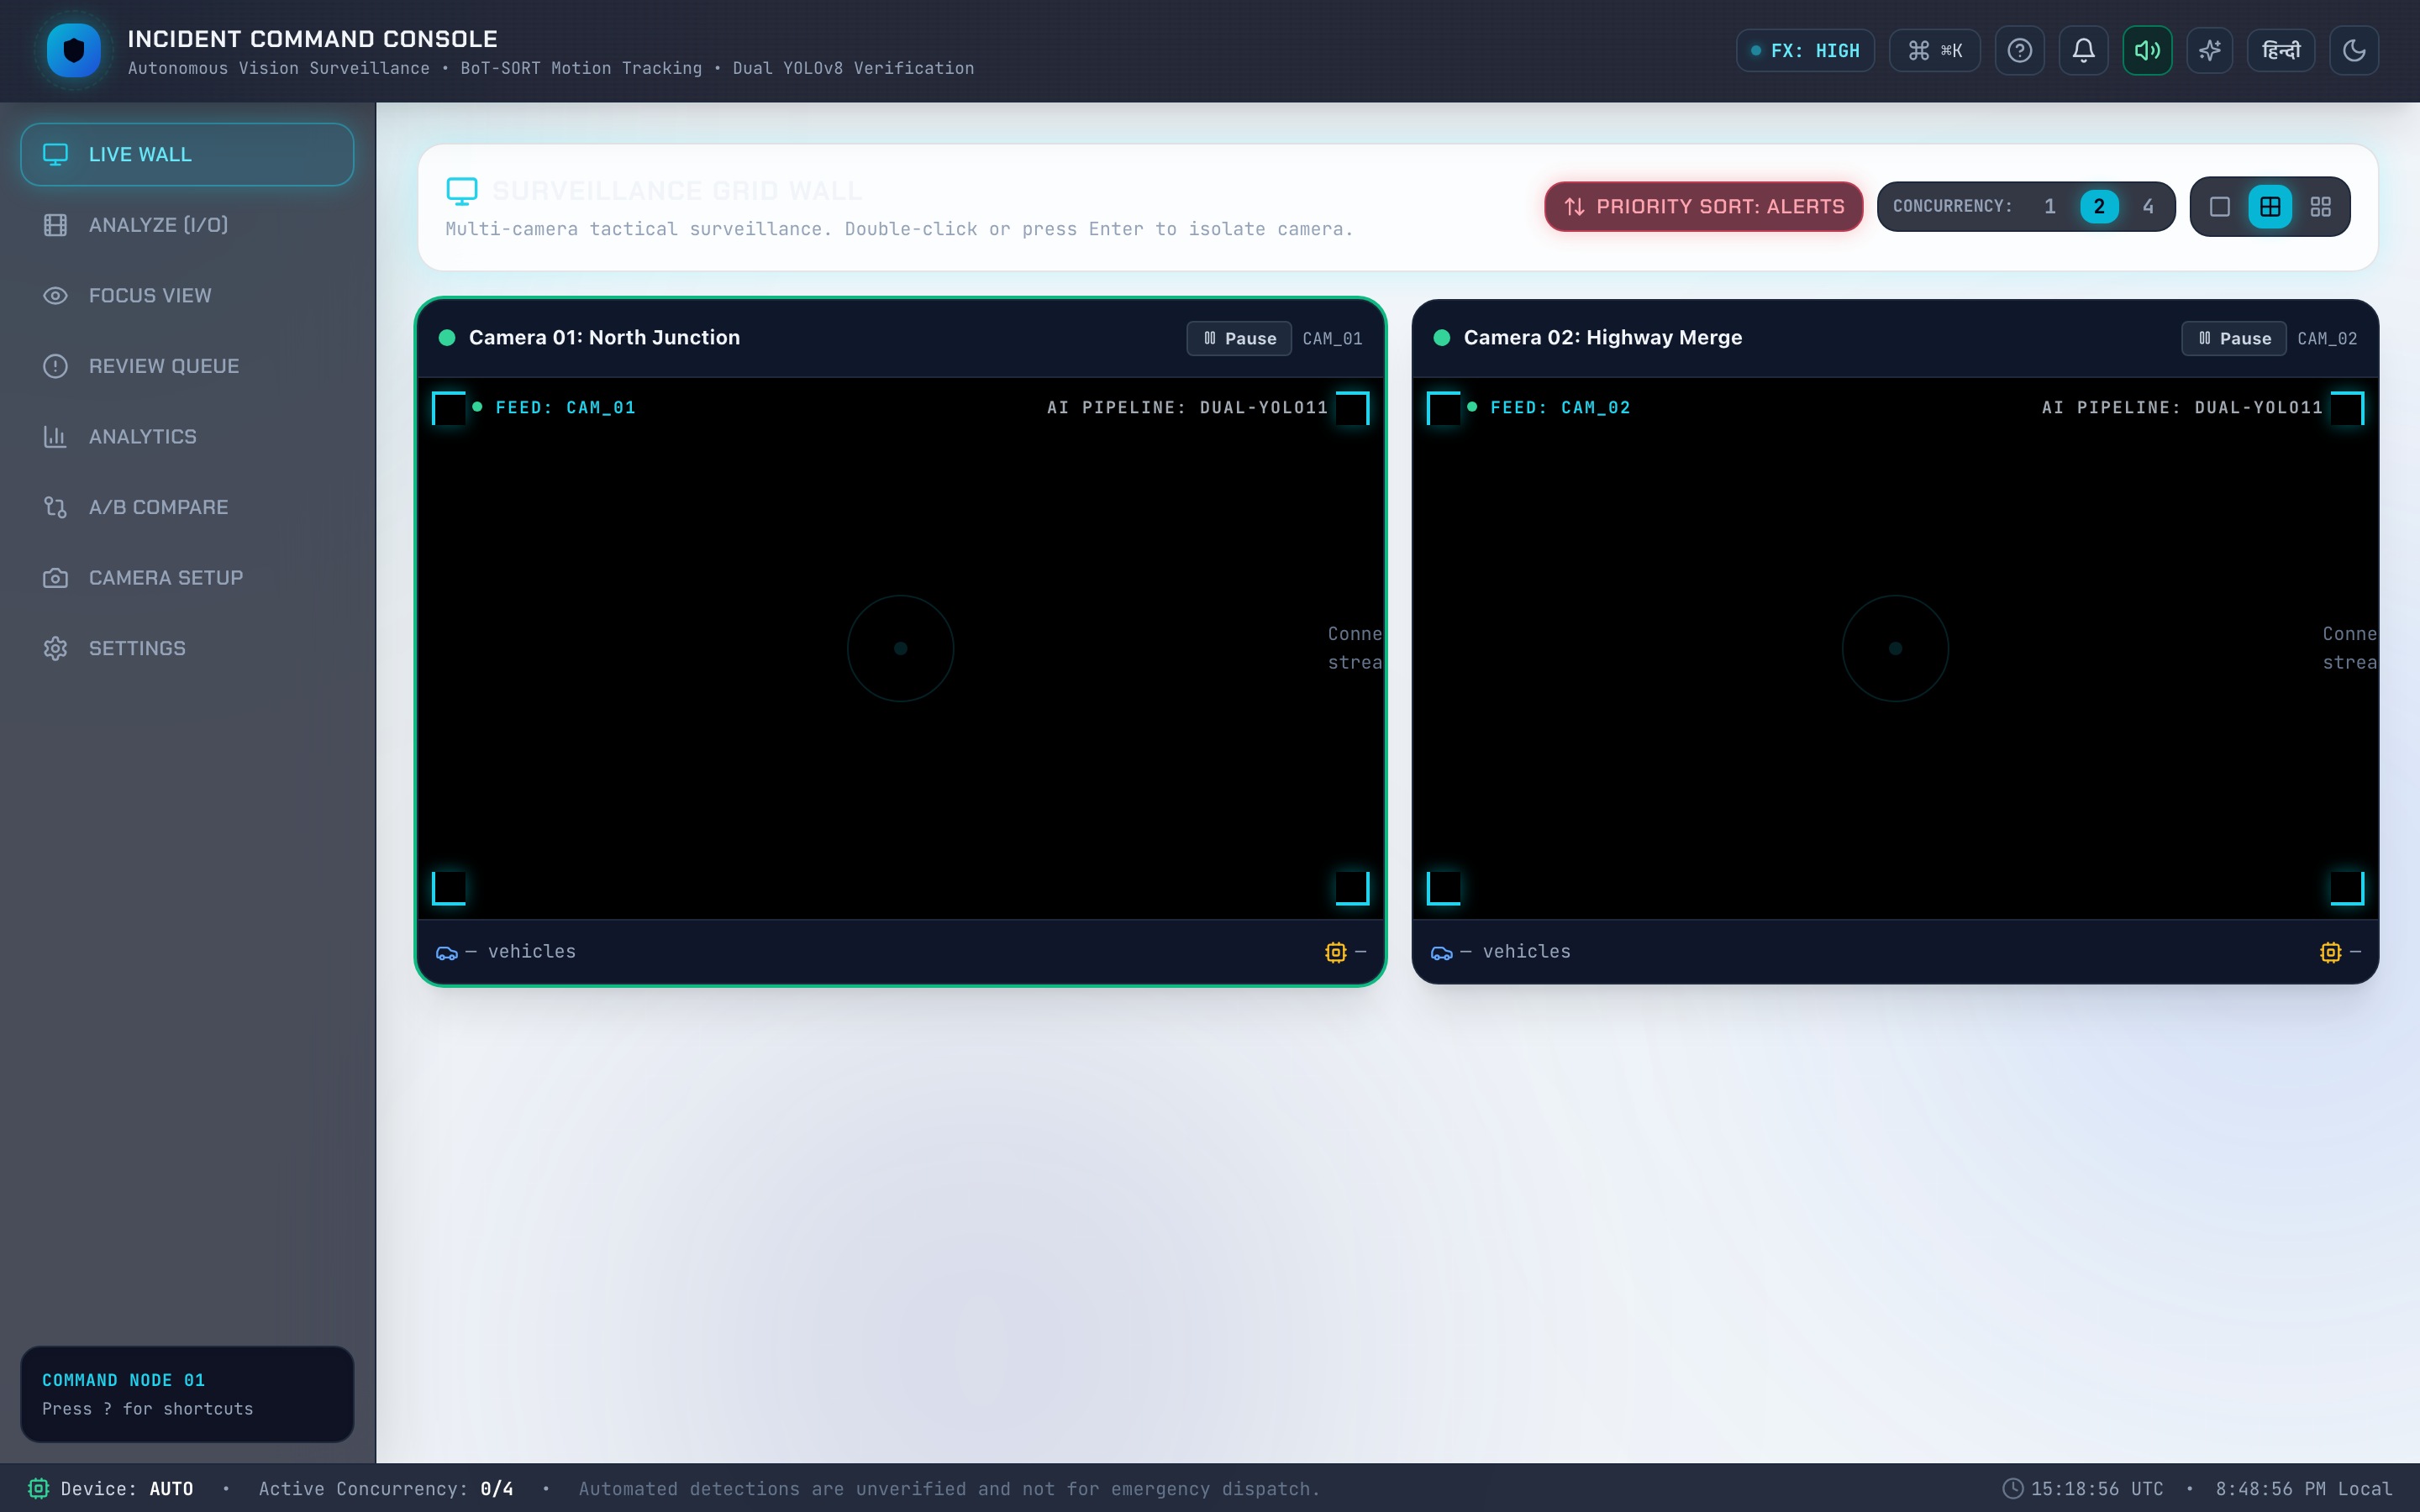 INCIDENT COMMAND CONSOLE
Autonomous Vision Surveillance • BoT-SORT Motion Tracking • Dual YOLOv8 Verification
FX: HIGH
⌘K
हिन्दी
LIVE WALL
ANALYZE (I/O)
FOCUS VIEW
REVIEW QUEUE
ANALYTICS
A/B COMPARE
CAMERA SETUP
SETTINGS
COMMAND NODE 01
Press ? for shortcuts
SURVEILLANCE GRID WALL
Multi-camera tactical surveillance. Double-click or press Enter to isolate camera.
PRIORITY SORT: ALERTS
CONCURRENCY: 1 2 4
Camera 01: North Junction
Pause
CAM_01
FEED: CAM_01
AI PIPELINE: DUAL-YOLO11
Conne
strea
— vehicles
—
Camera 02: Highway Merge
Pause
CAM_02
FEED: CAM_02
AI PIPELINE: DUAL-YOLO11
Conne
strea
— vehicles
—
Device: AUTO • Active Concurrency: 0/4 • Automated detections are unverified and not for emergency dispatch.
15:18:56 UTC • 8:48:56 PM Local